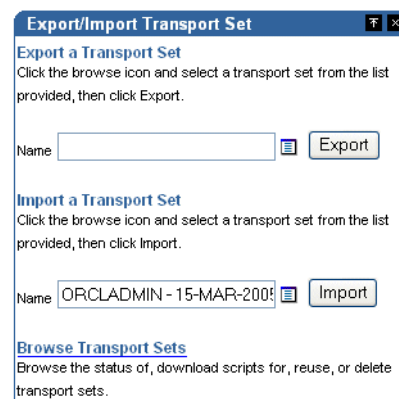 Export/Import Transport Set
Export a Transport Set
Click the browse icon and select a transport set from the list
provided, then click Export.
Name Export
Import a Transport Set
Click the browse icon and select a transport set from the list
provided, then click Import.
Name ORCLADMIN - 15-MAR-2005 Import
Browse Transport Sets
Browse the status of, download scripts for, reuse, or delete
transport sets.